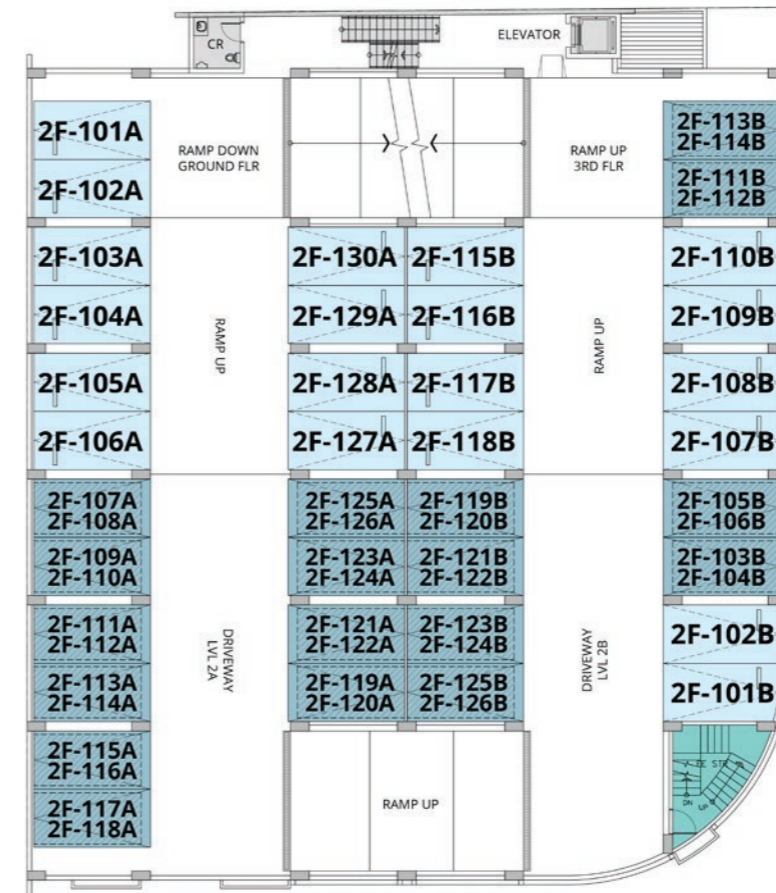 CR
ELEVATOR
RAMP DOWN
GROUND FLR
RAMP UP
3RD FLR
2F-101A
2F-102A
2F-103A
2F-104A
2F-105A
2F-106A
2F-107A
2F-108A
2F-109A
2F-110A
2F-111A
2F-112A
2F-113A
2F-114A
2F-115A
2F-116A
2F-117A
2F-118A
RAMP UP
DRIVEWAY
LVL 2A
2F-130A
2F-129A
2F-128A
2F-127A
2F-125A
2F-126A
2F-123A
2F-124A
2F-121A
2F-122A
2F-119A
2F-120A
2F-115B
2F-116B
2F-117B
2F-118B
2F-119B
2F-120B
2F-121B
2F-122B
2F-123B
2F-124B
2F-125B
2F-126B
RAMP UP
RAMP UP
DRIVEWAY
LVL 2B
2F-113B
2F-114B
2F-111B
2F-112B
2F-110B
2F-109B
2F-108B
2F-107B
2F-105B
2F-106B
2F-103B
2F-104B
2F-102B
2F-101B
FE STR
DN
UP